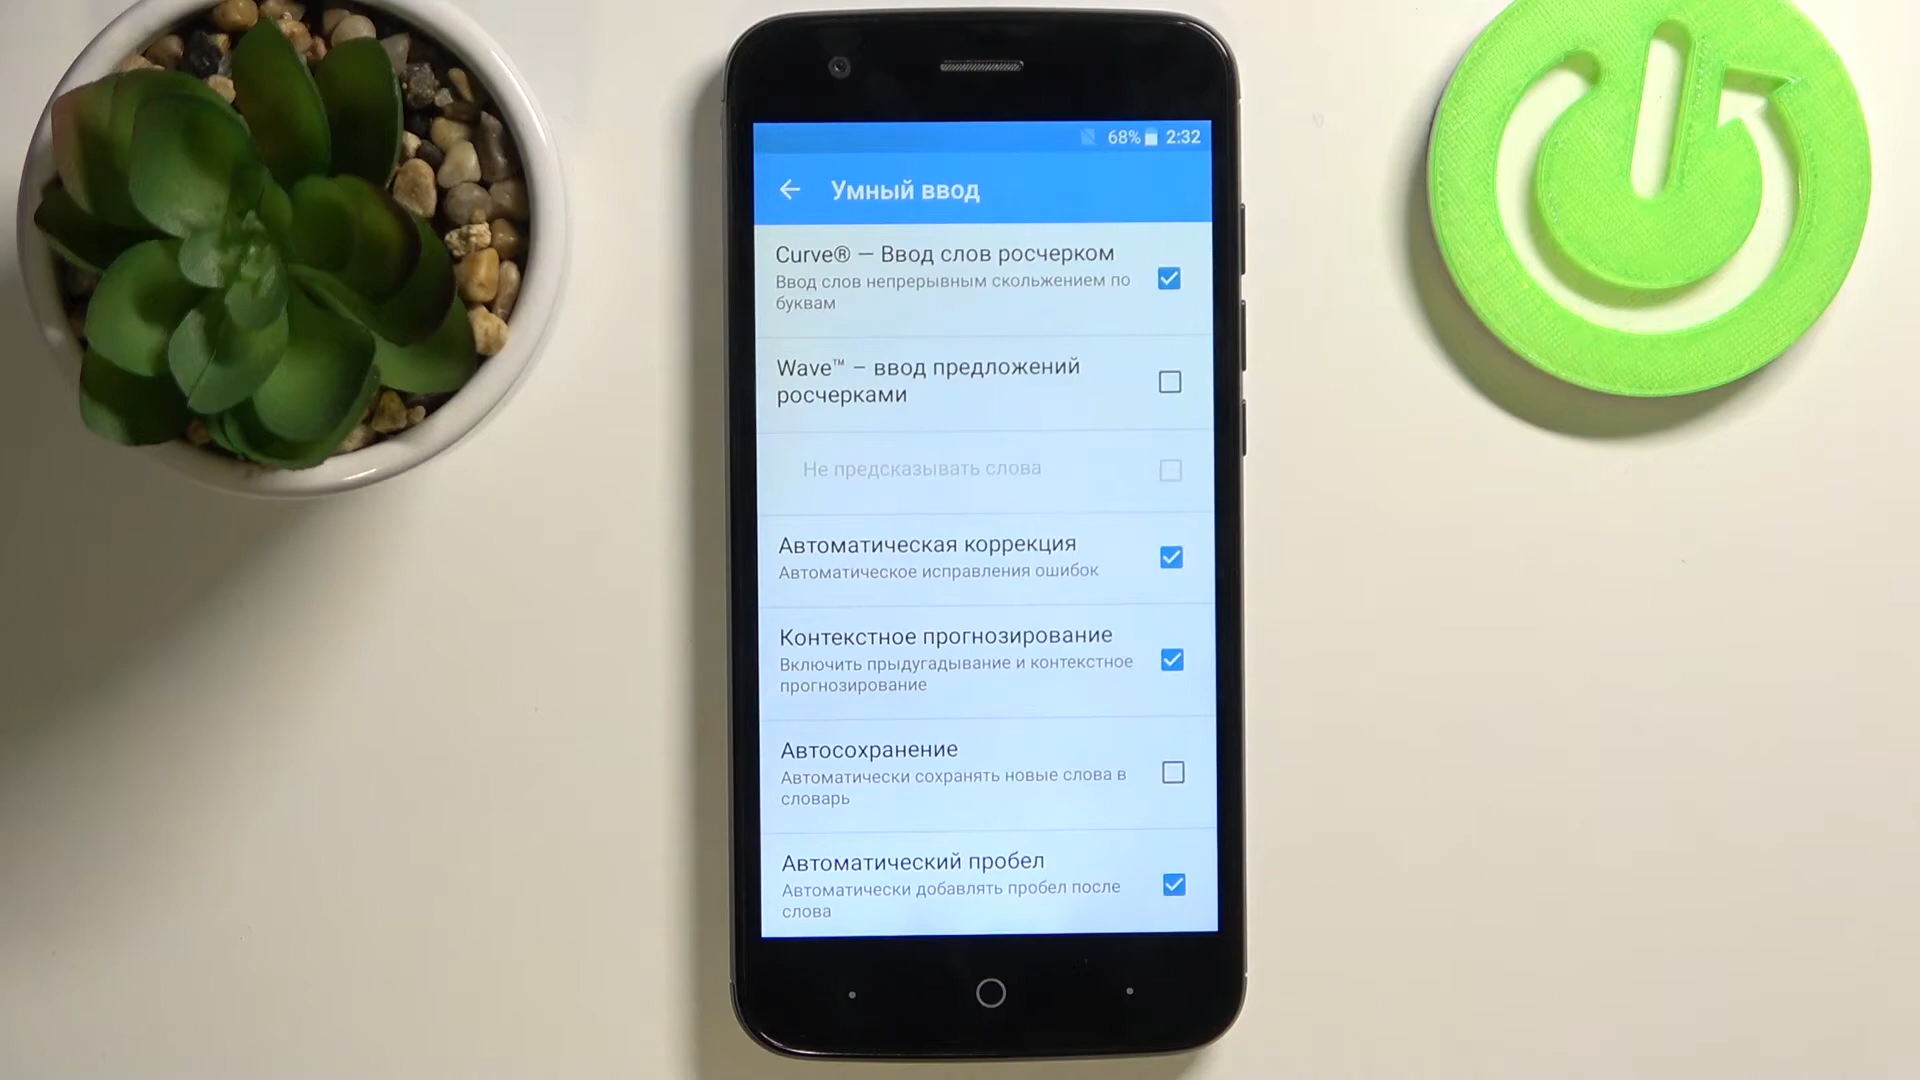 68% 2:32
Умный ввод
Curve® — Ввод слов росчерком
Ввод слов непрерывным скольжением по
буквам
Wave™ – ввод предложений
росчерками
Не предсказывать слова
Автоматическая коррекция
Автоматическое исправления ошибок
Контекстное прогнозирование
Включить прыдугадывание и контекстное
прогнозирование
Автосохранение
Автоматически сохранять новые слова в
словарь
Автоматический пробел
Автоматически добавлять пробел после
слова